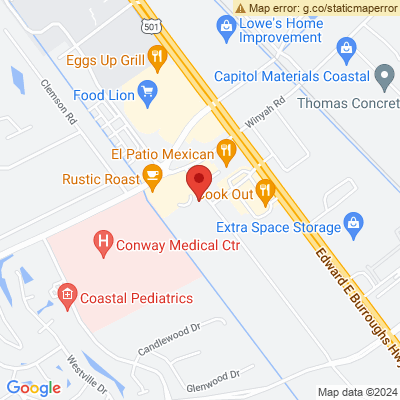 Map error: g.co/staticmaperror
Lowe's Home
Improvement
501
Eggs Up Grill
Capitol Materials Coastal
Clemson Rd
Food Lion
Thomas Concret
Winyah Rd
El Patio Mexican
Rustic Roast
Cook Out
Extra Space Storage
H
Conway Medical Ctr
Edward E Burroughs Hwy
Coastal Pediatrics
Candlewood Dr
Westville Dr
Glenwood Dr
Google
Map data ©2024